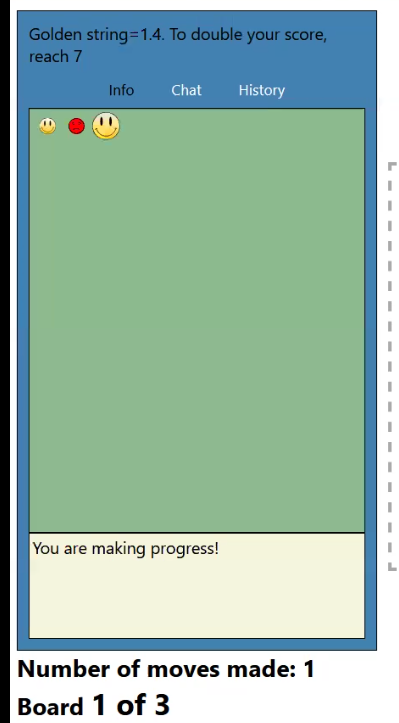 Golden string=1.4. To double your score,
reach 7
Info Chat History
You are making progress!
Number of moves made: 1
Board 1 of 3